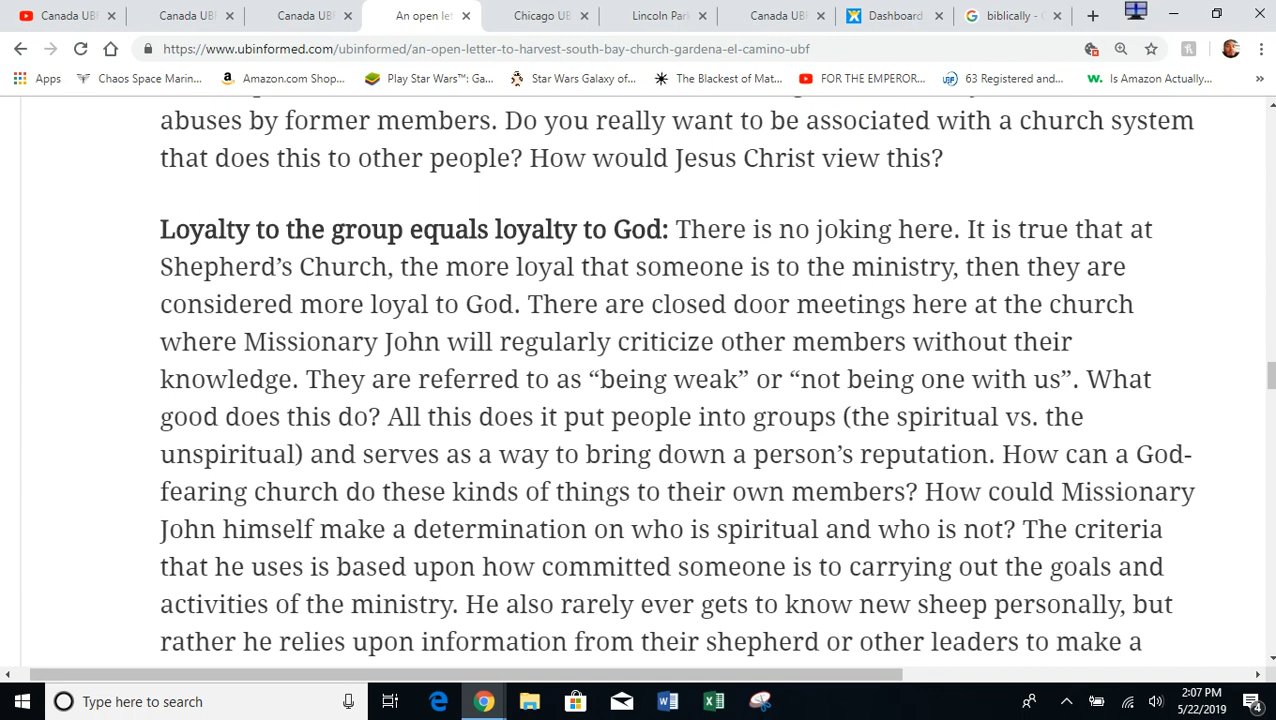 Canada UBF
Canada UBF
Canada UBF
An open let
Chicago UB
Lincoln Park
Canada UBF
Dashboard
biblically - G
https://www.ubinformed.com/ubinformed/an-open-letter-to-harvest-south-bay-church-gardena-el-camino-ubf
Apps
Chaos Space Marin...
Amazon.com Shop...
Play Star Wars™: Ga...
Star Wars Galaxy of...
The Blackest of Mat...
FOR THE EMPEROR...
63 Registered and...
Is Amazon Actually...
»
abuses by former members. Do you really want to be associated with a church system
that does this to other people? How would Jesus Christ view this?
Loyalty to the group equals loyalty to God: There is no joking here. It is true that at
Shepherd's Church, the more loyal that someone is to the ministry, then they are
considered more loyal to God. There are closed door meetings here at the church
where Missionary John will regularly criticize other members without their
knowledge. They are referred to as “being weak” or “not being one with us”. What
good does this do? All this does it put people into groups (the spiritual vs. the
unspiritual) and serves as a way to bring down a person's reputation. How can a God-
fearing church do these kinds of things to their own members? How could Missionary
John himself make a determination on who is spiritual and who is not? The criteria
that he uses is based upon how committed someone is to carrying out the goals and
activities of the ministry. He also rarely ever gets to know new sheep personally, but
rather he relies upon information from their shepherd or other leaders to make a
Type here to search
2:07 PM
5/22/2019
4